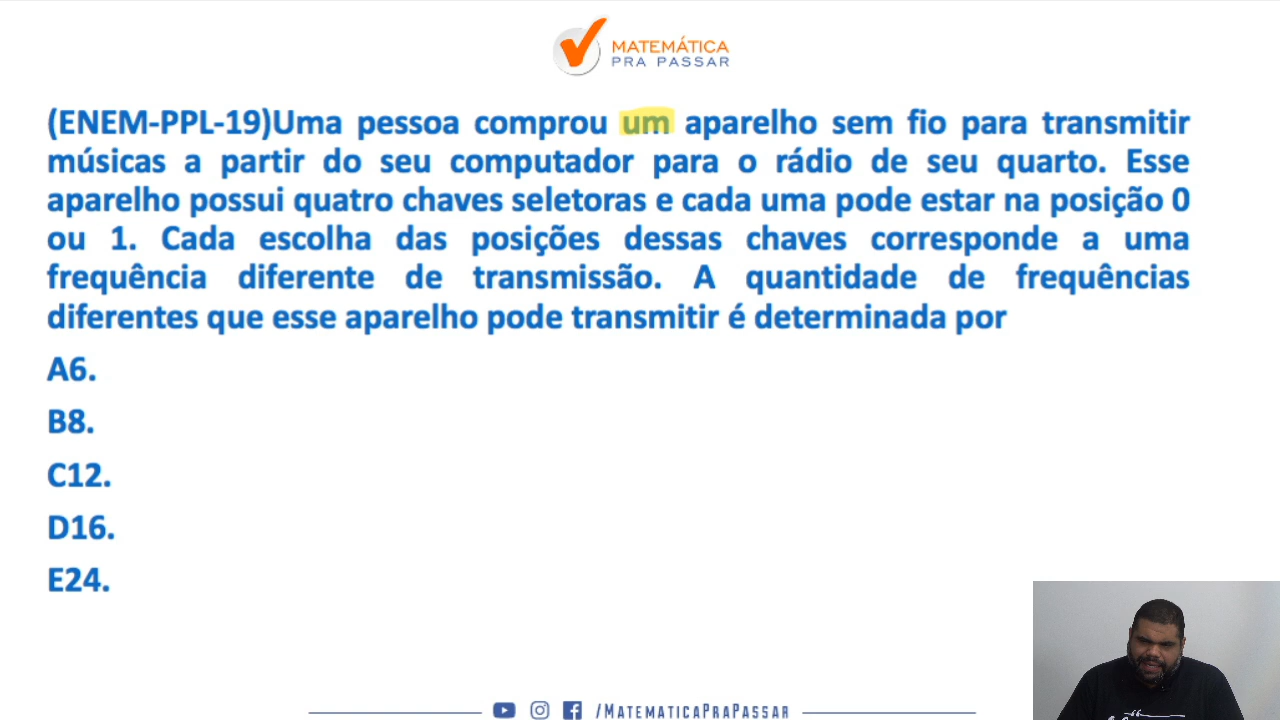 MATEMÁTICA
PRA PASSAR
(ENEM-PPL-19)Uma pessoa comprou um aparelho sem fio para transmitir
músicas a partir do seu computador para o rádio de seu quarto. Esse
aparelho possui quatro chaves seletoras e cada uma pode estar na posição 0
ou 1. Cada escolha das posições dessas chaves corresponde a uma
frequência diferente de transmissão. A quantidade de frequências
diferentes que esse aparelho pode transmitir é determinada por
A6.
B8.
C12.
D16.
E24.
/MATEMATICAPRAPASSAR